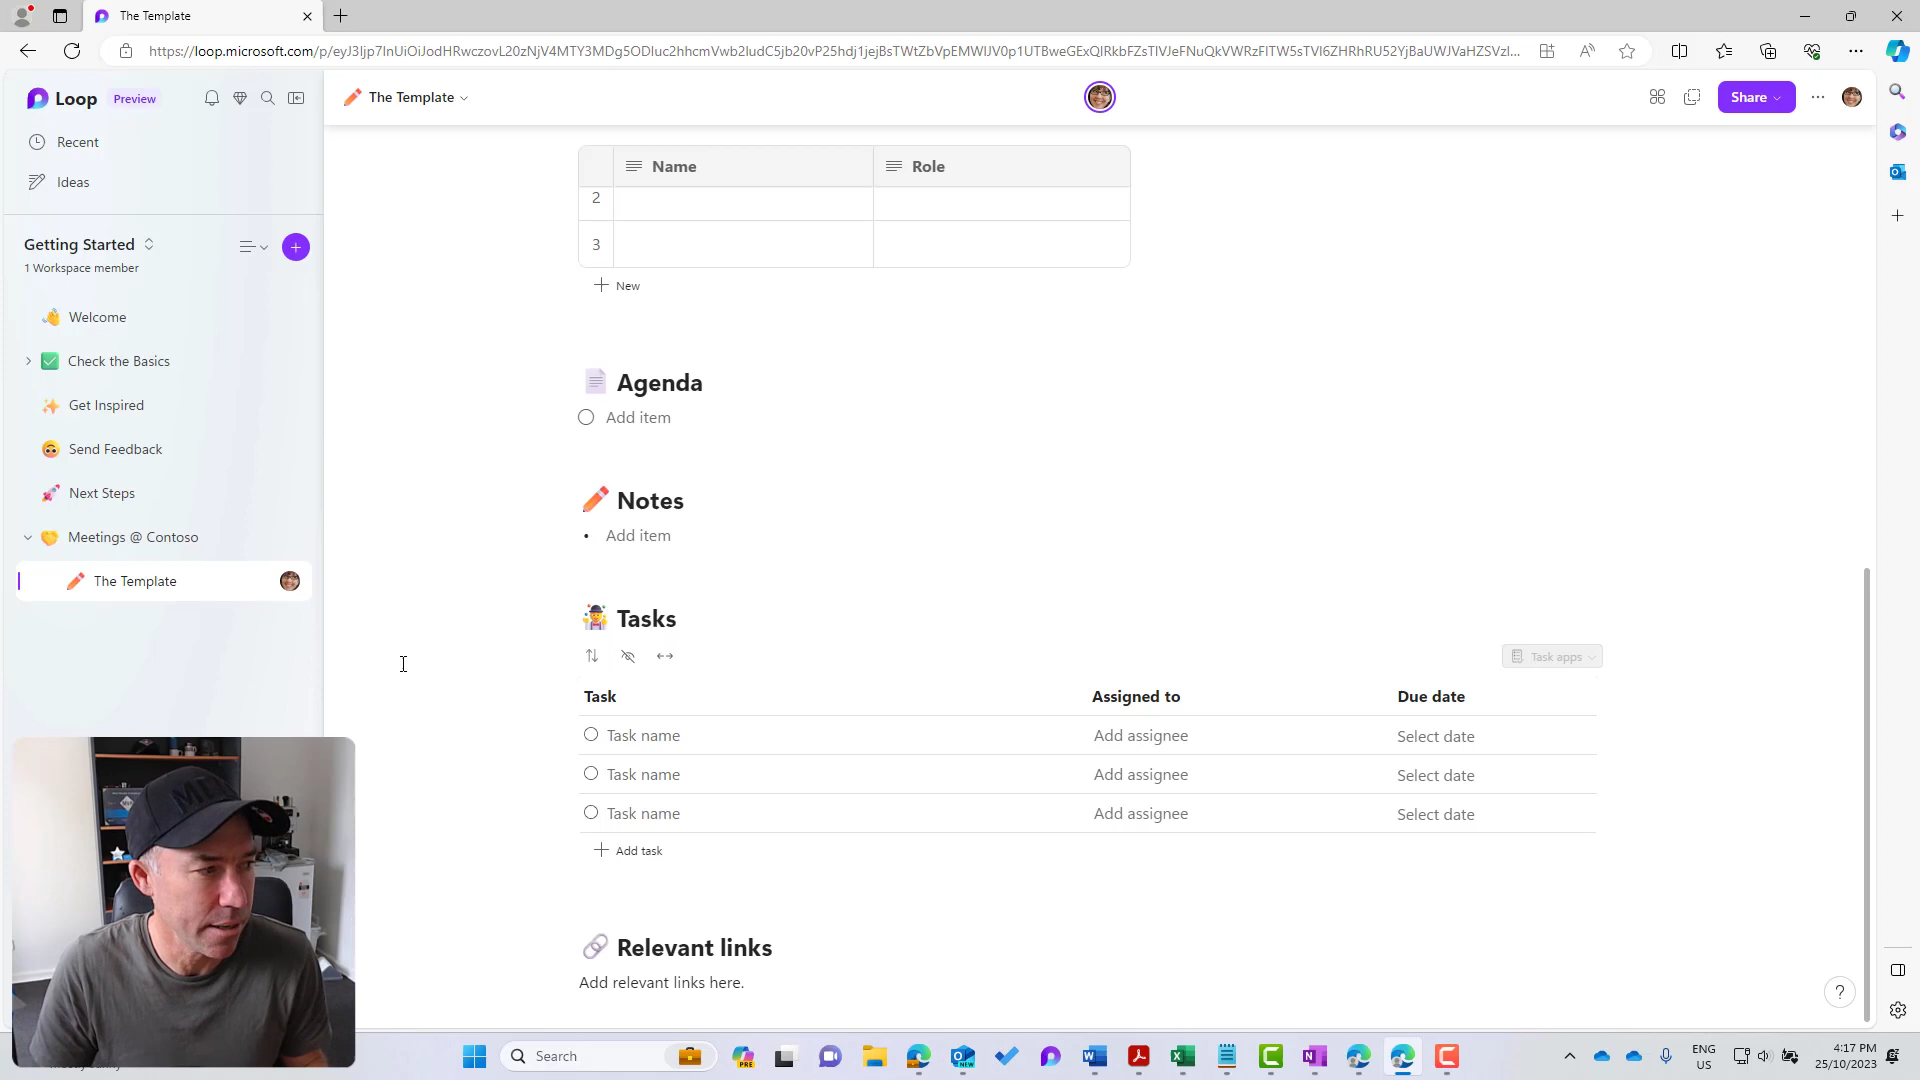 The Template
https://loop.microsoft.com/p/
Loop
Preview
The Template
Share
Recent
Ideas
Getting Started
1 Workspace member
Welcome
Check the Basics
Get Inspired
Send Feedback
Next Steps
Meetings @ Contoso
The Template
Name
Role
2
3
New
Agenda
Add item
Notes
Add item
Tasks
Task apps
Task
Assigned to
Due date
Task name
Add assignee
Select date
Task name
Add assignee
Select date
Task name
Add assignee
Select date
Add task
Relevant links
Add relevant links here.
?
Search
PRE
ENG
US
4:17 PM
25/10/2023